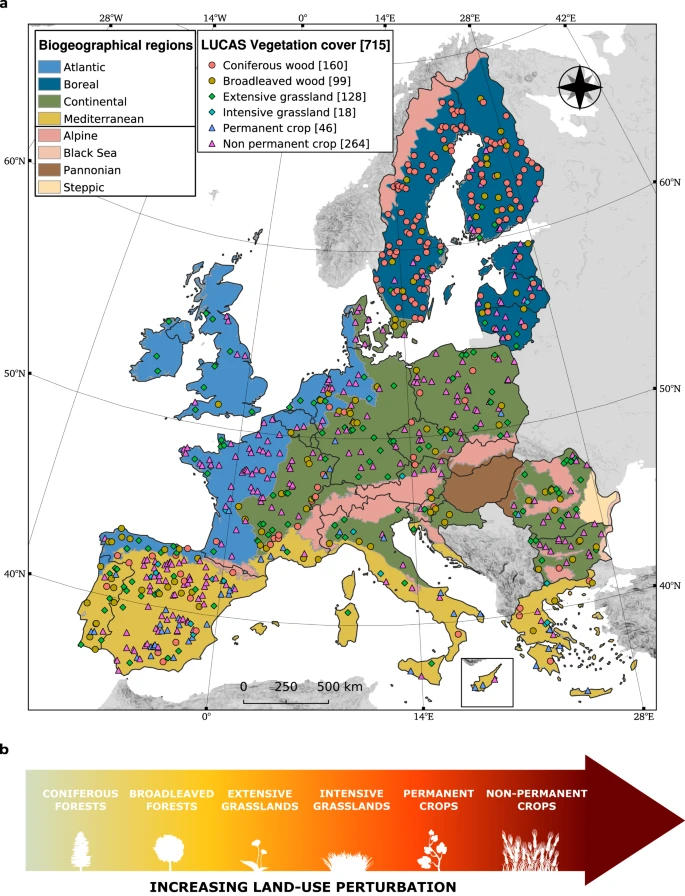 a
28°W 14°W 0° 14°E 28°E 42°E
Biogeographical regions
Atlantic
Boreal
Continental
Mediterranean
Alpine
Black Sea
Pannonian
Steppic
LUCAS Vegetation cover [715]
Coniferous wood [160]
Broadleaved wood [99]
Extensive grassland [128]
Intensive grassland [18]
Permanent crop [46]
Non permanent crop [264]
60°N
60°N
50°N
50°N
40°N
40°N
0 250 500 km
0° 14°E 28°E
b
CONIFEROUS
FORESTS
BROADLEAVED
FORESTS
EXTENSIVE
GRASSLANDS
INTENSIVE
GRASSLANDS
PERMANENT
CROPS
NON-PERMANENT
CROPS
INCREASING LAND-USE PERTURBATION